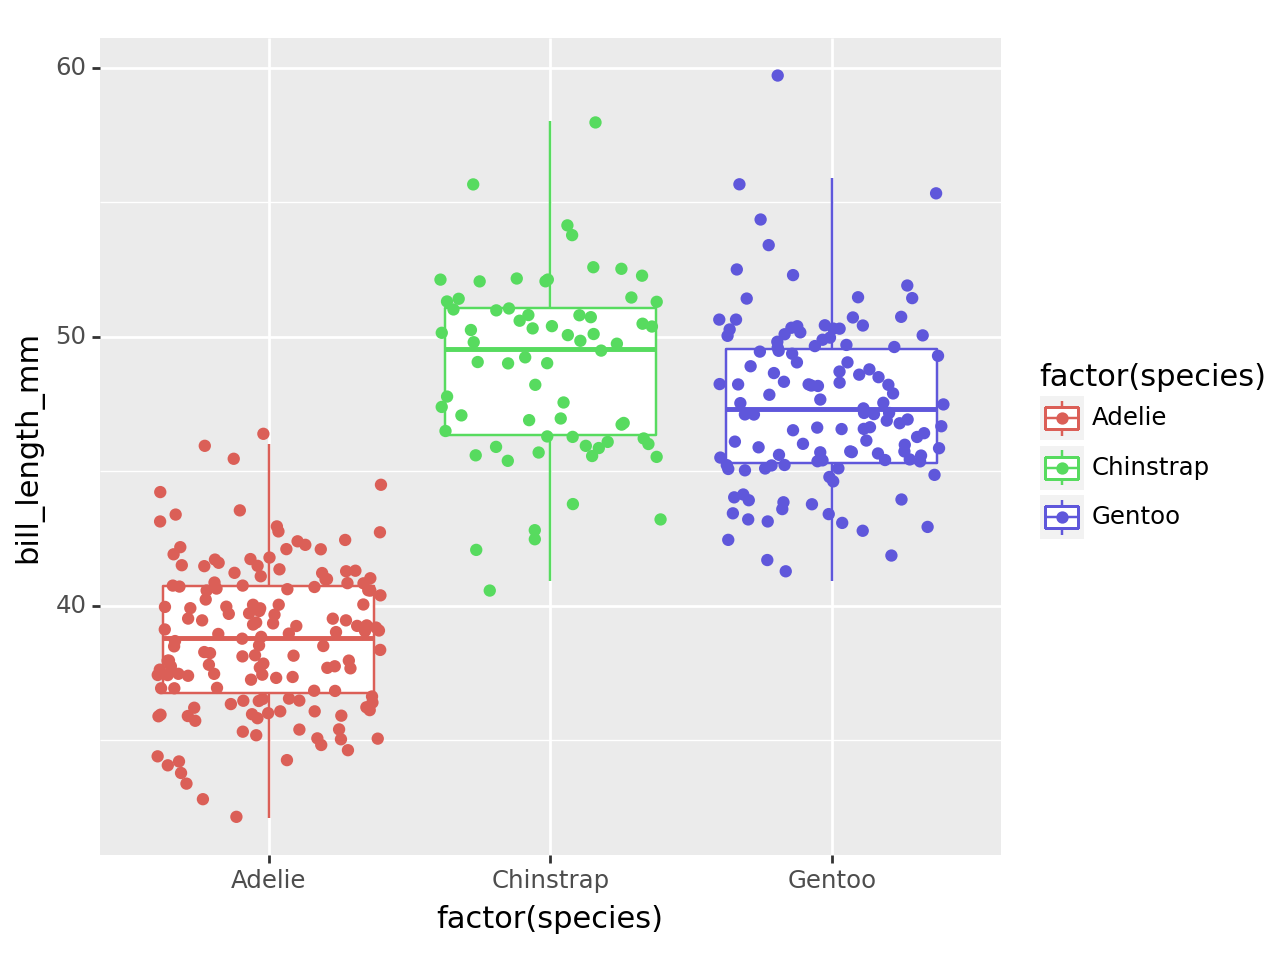 60
50
40
bill_length_mm
Adelie
Chinstrap
Gentoo
factor(species)
factor(species)
Adelie
Chinstrap
Gentoo